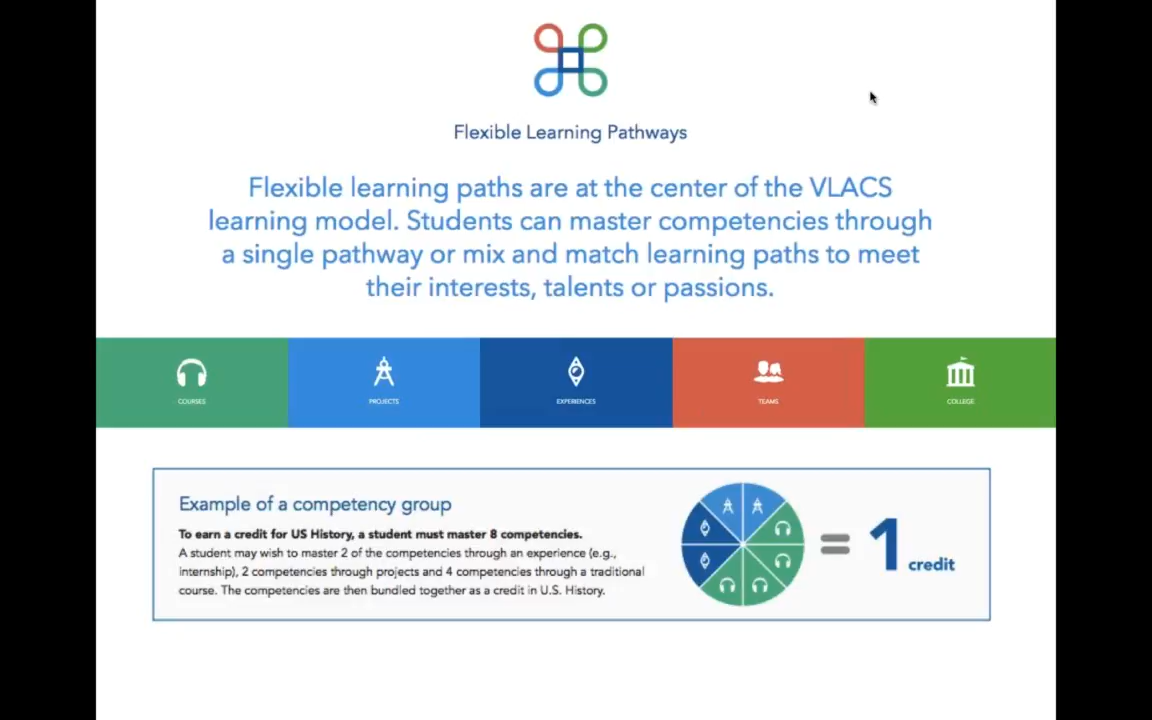 Flexible Learning Pathways
Flexible learning paths are at the center of the VLACS
learning model. Students can master competencies through
a single pathway or mix and match learning paths to meet
their interests, talents or passions.
COURSES
PROJECTS
EXPERIENCES
TEAMS
COLLEGE
Example of a competency group
To earn a credit for US History, a student must master 8 competencies.
A student may wish to master 2 of the competencies through an experience (e.g.,
internship), 2 competencies through projects and 4 competencies through a traditional
course. The competencies are then bundled together as a credit in U.S. History.
= 1 credit